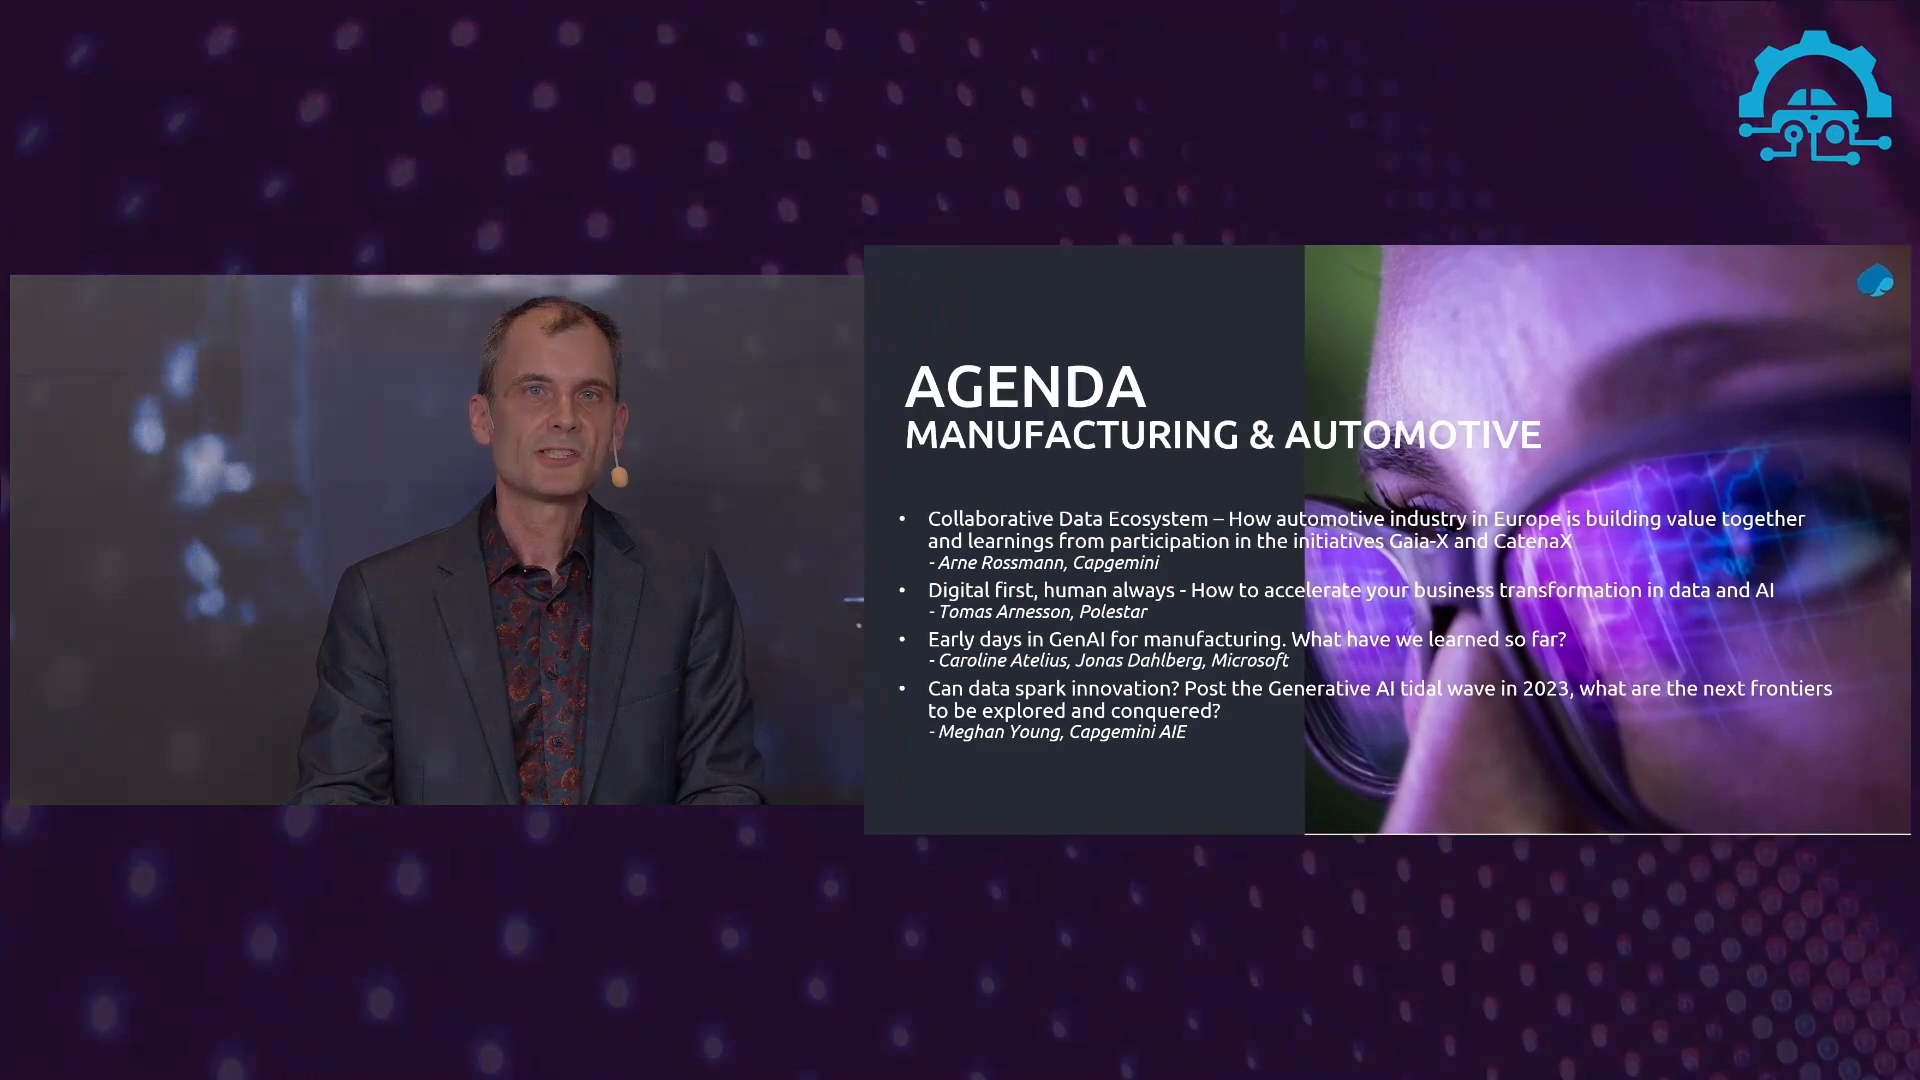 AGENDA
MANUFACTURING & AUTOMOTIVE
• Collaborative Data Ecosystem – How automotive industry in Europe is building value together
and learnings from participation in the initiatives Gaia-X and CatenaX
- Arne Rossmann, Capgemini
• Digital first, human always - How to accelerate your business transformation in data and AI
- Tomas Arnesson, Polestar
• Early days in GenAI for manufacturing. What have we learned so far?
- Caroline Atelius, Jonas Dahlberg, Microsoft
• Can data spark innovation? Post the Generative AI tidal wave in 2023, what are the next frontiers
to be explored and conquered?
- Meghan Young, Capgemini AIE